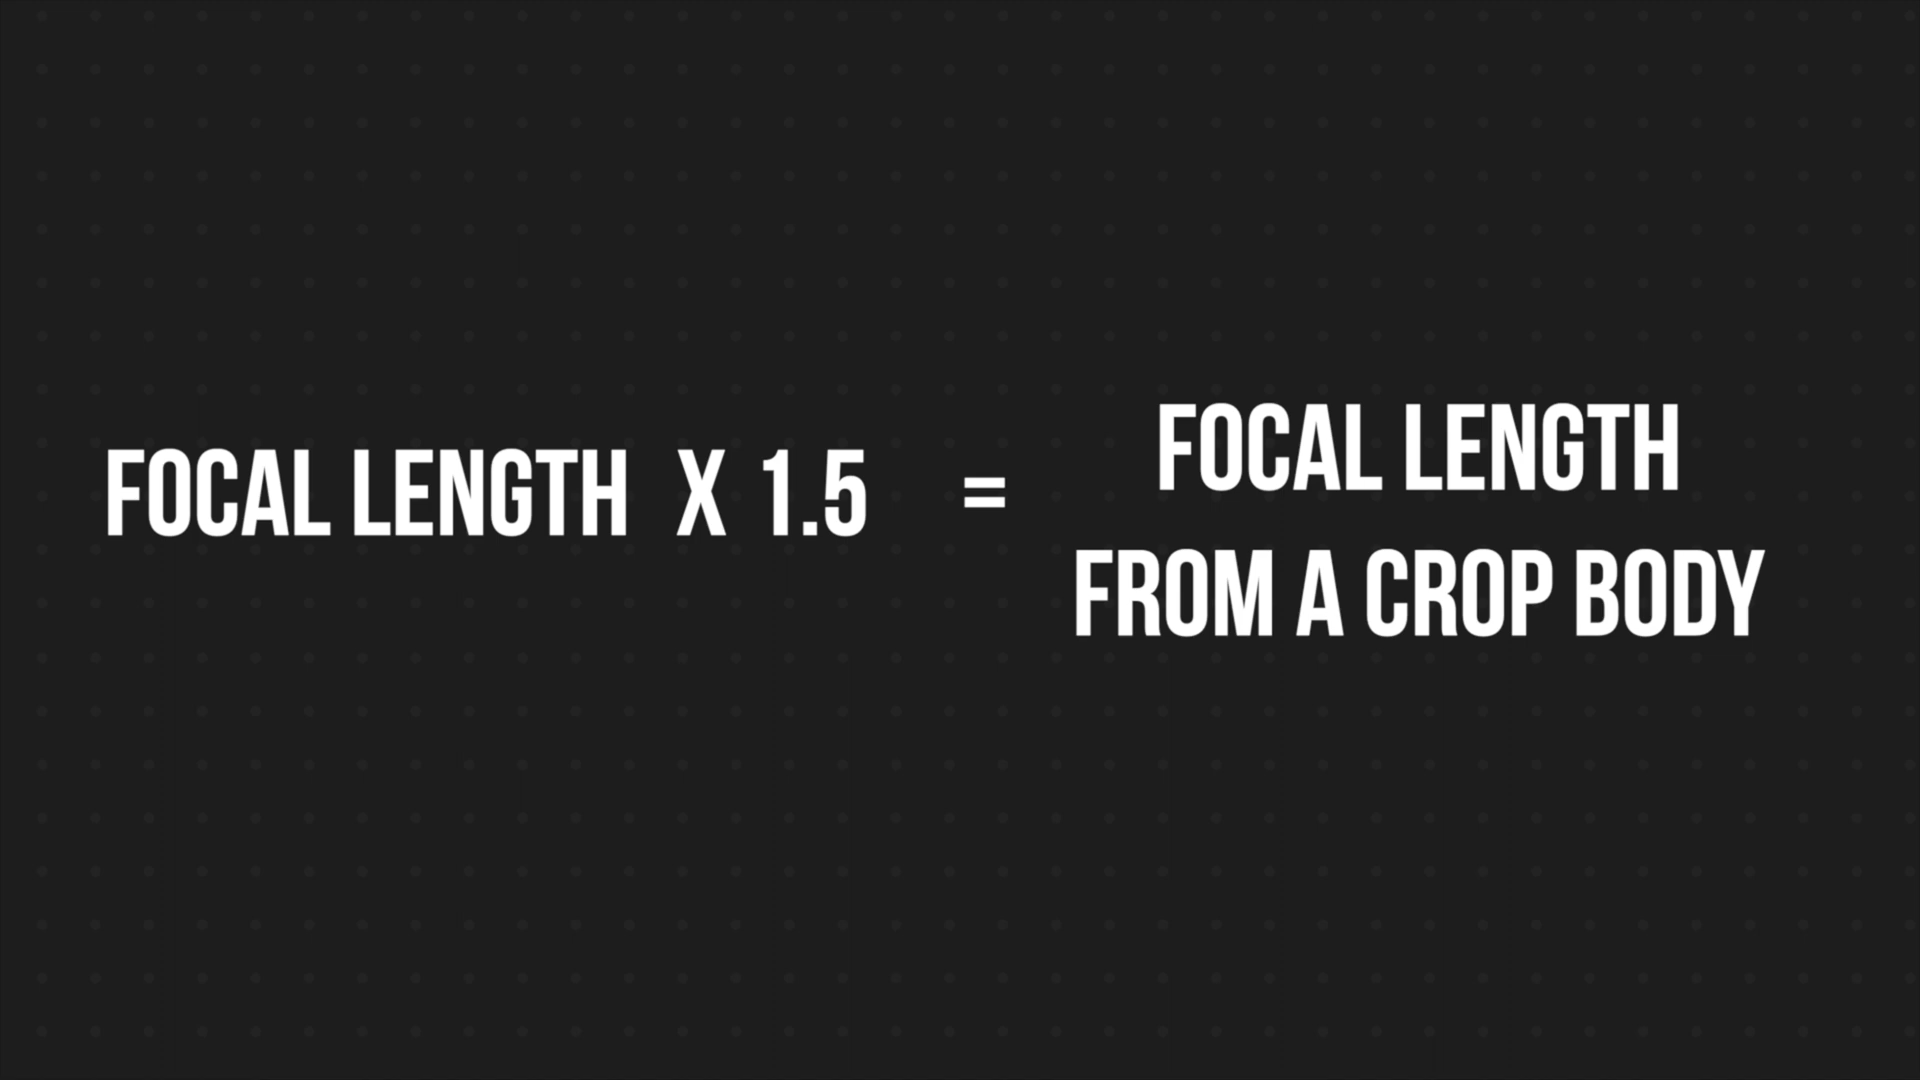 FOCAL LENGTH X 1.5 =
FOCAL LENGTH
FROM A CROP BODY